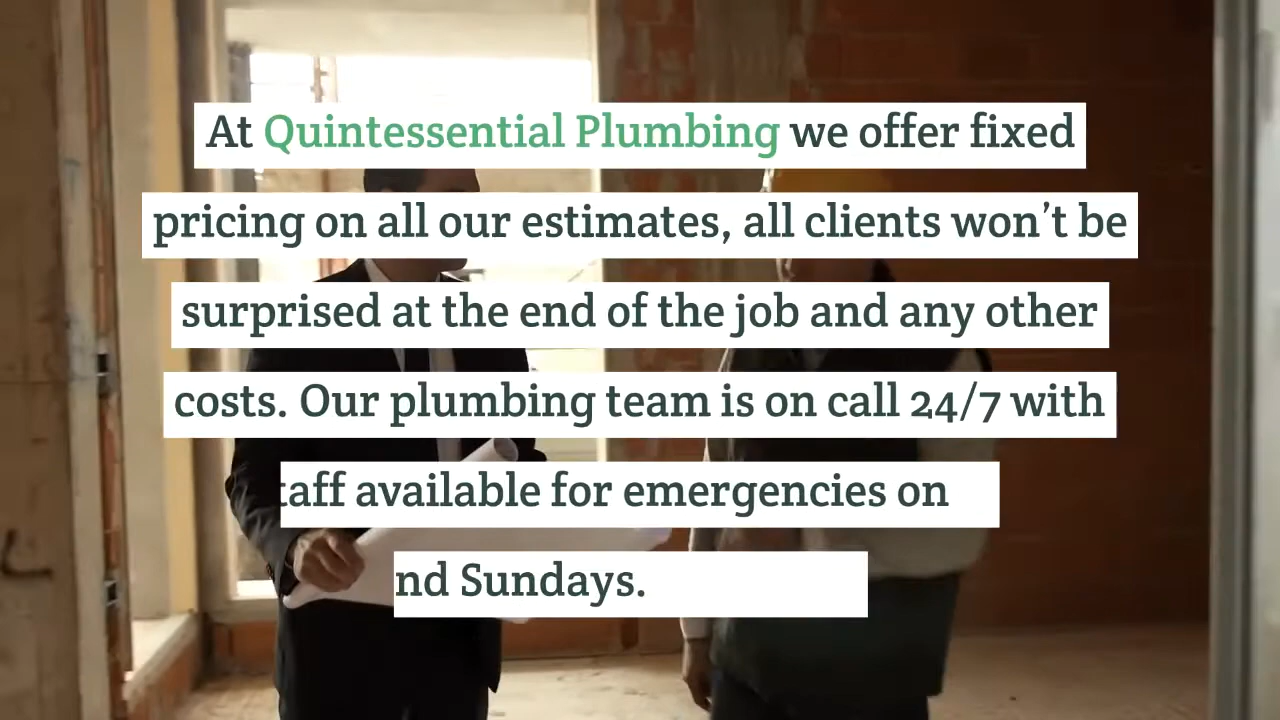 At Quintessential Plumbing we offer fixed
pricing on all our estimates, all clients won’t be
surprised at the end of the job and any other
costs. Our plumbing team is on call 24/7 with
taff available for emergencies on
nd Sundays.